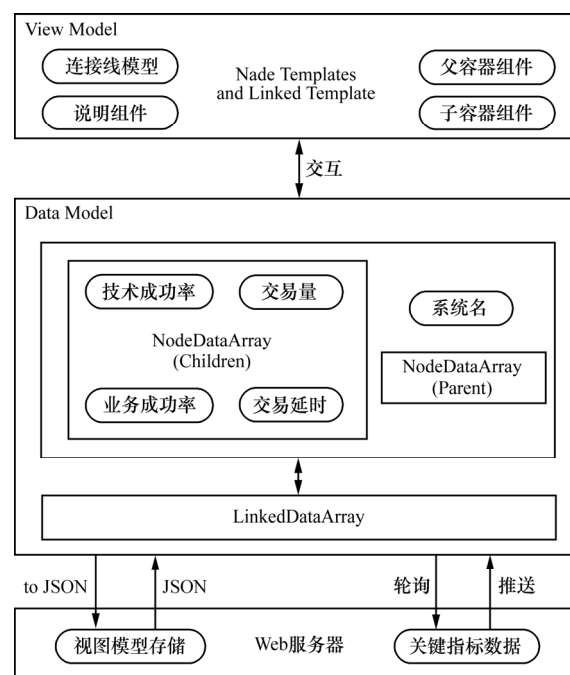 View Model
连接线模型
说明组件
Nade Templates
and Linked Template
父容器组件
子容器组件
交互
Data Model
技术成功率
交易量
NodeDataArray
(Children)
业务成功率
交易延时
系统名
NodeDataArray
(Parent)
LinkedDataArray
to JSON
JSON
轮询
推送
视图模型存储
Web服务器
关键指标数据